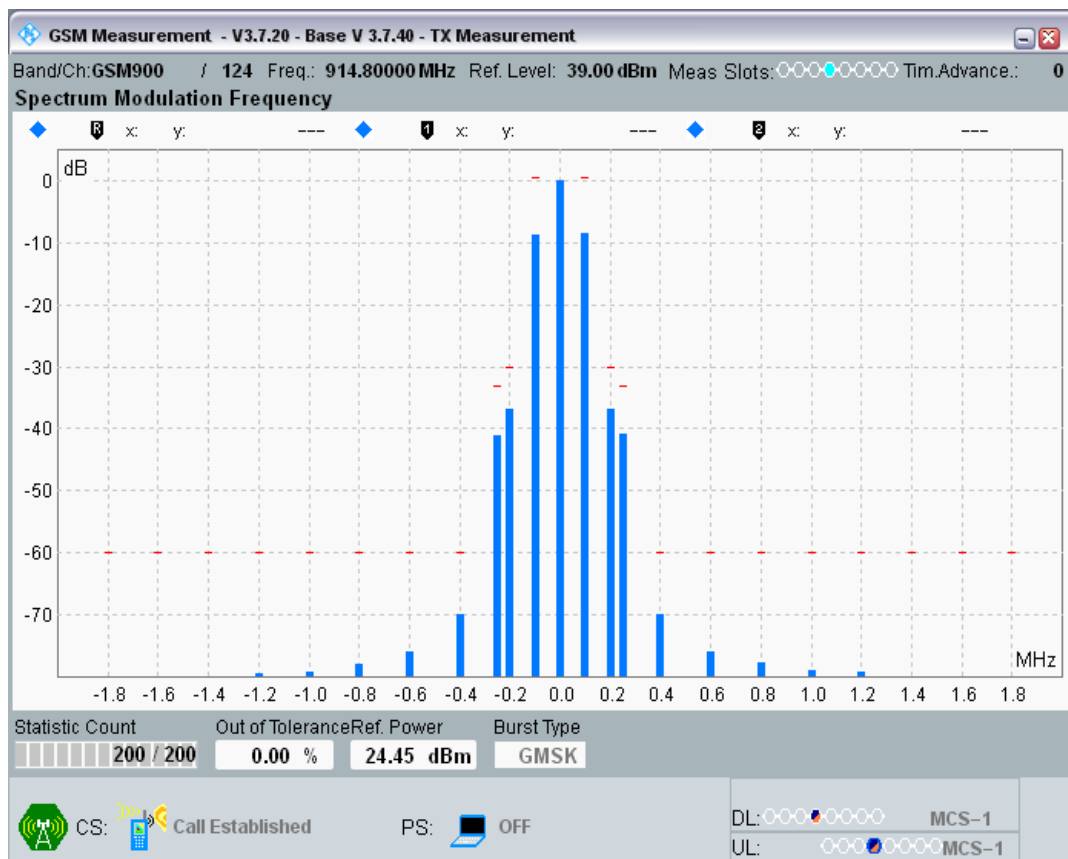 GSM Measurement - V3.7.20 - Base V 3.7.40 - TX Measurement
Band/Ch:GSM900 / 124 Freq.: 914.80000 MHz Ref. Level: 39.00 dBm Meas Slots: Tim.Advance.: 0
Spectrum Modulation Frequency
R x: y: --- 1 x: y: --- 2 x: y: ---
dB
0
-10
-20
-30
-40
-50
-60
-70
MHz
-1.8 -1.6 -1.4 -1.2 -1.0 -0.8 -0.6 -0.4 -0.2 0.0 0.2 0.4 0.6 0.8 1.0 1.2 1.4 1.6 1.8
Statistic Count Out of Tolerance Ref. Power Burst Type
200 / 200 0.00 % 24.45 dBm GMSK
CS: Call Established PS: OFF
DL: MCS-1
UL: MCS-1